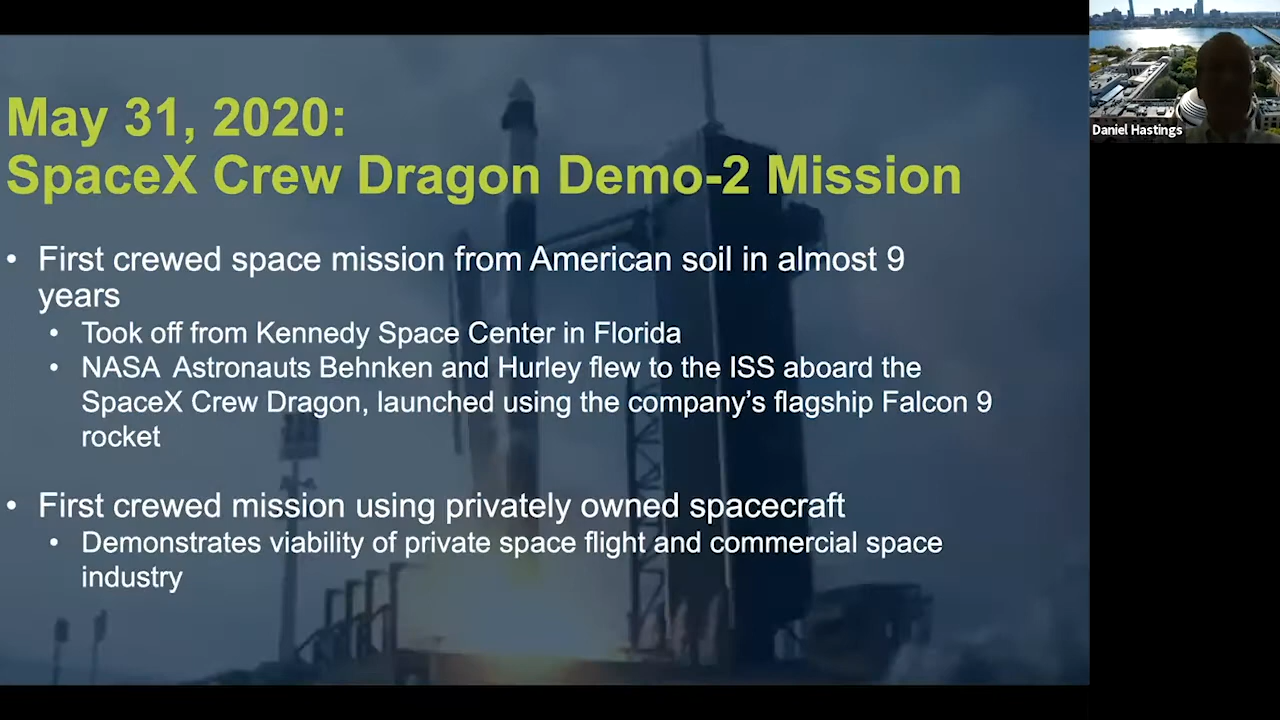 May 31, 2020:
SpaceX Crew Dragon Demo-2 Mission
• First crewed space mission from American soil in almost 9
years
• Took off from Kennedy Space Center in Florida
• NASA Astronauts Behnken and Hurley flew to the ISS aboard the
SpaceX Crew Dragon, launched using the company's flagship Falcon 9
rocket
• First crewed mission using privately owned spacecraft
• Demonstrates viability of private space flight and commercial space
industry
Daniel Hastings